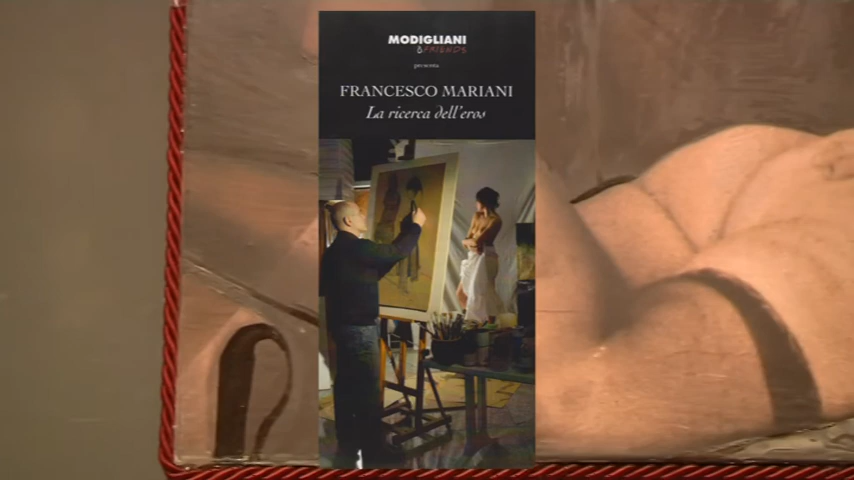 MODIGLIANI
&FRIENDS
presenta
FRANCESCO MARIANI
La ricerca dell'eros